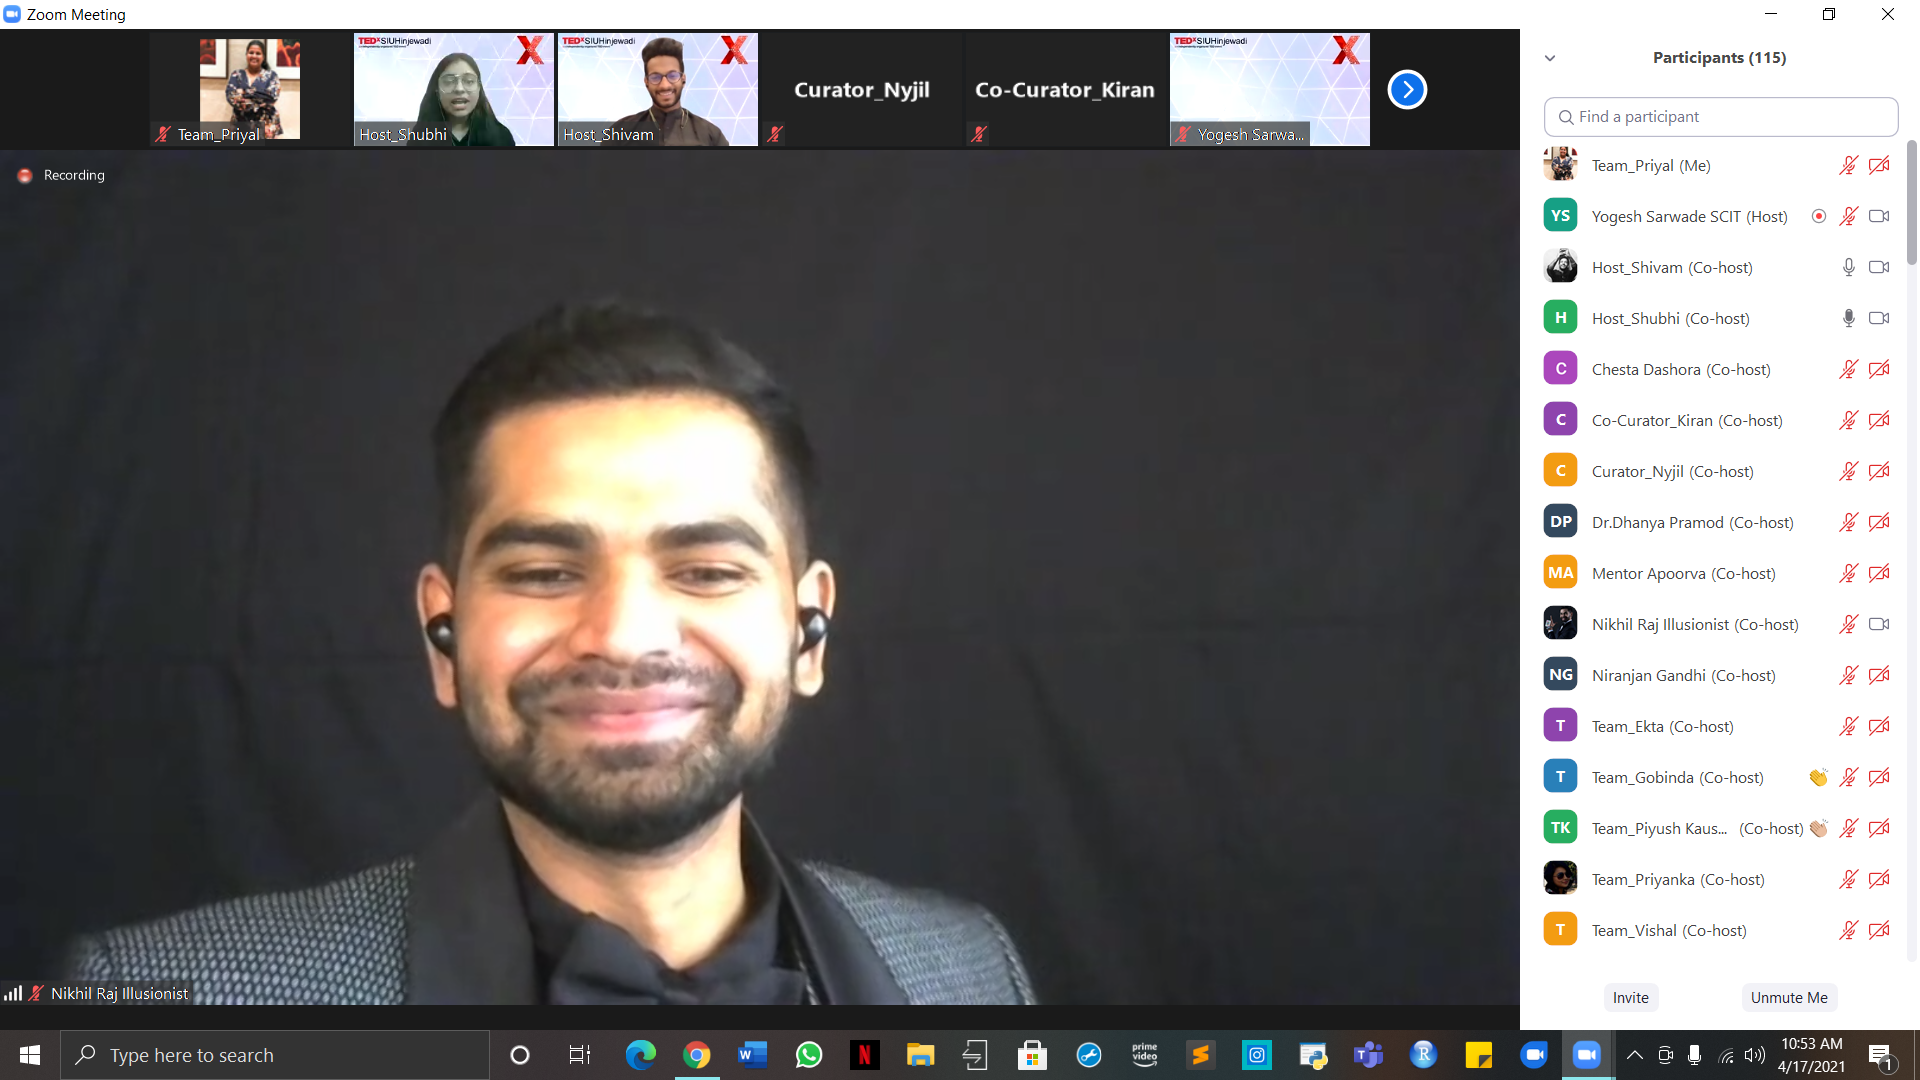 Zoom Meeting
Team_Priyal
TEDxSIUHinjewadi
X
Host_Shubhi
TEDxSIUHinjewadi
X
Host_Shivam
Curator_Nyjil
Co-Curator_Kiran
TEDxSIUHinjewadi
X
Yogesh Sarwa...
Recording
Nikhil Raj Illusionist
Participants (115)
Find a participant
Team_Priyal (Me)
YS Yogesh Sarwade SCIT (Host)
Host_Shivam (Co-host)
H Host_Shubhi (Co-host)
C Chesta Dashora (Co-host)
C Co-Curator_Kiran (Co-host)
C Curator_Nyjil (Co-host)
DP Dr.Dhanya Pramod (Co-host)
MA Mentor Apoorva (Co-host)
Nikhil Raj Illusionist (Co-host)
NG Niranjan Gandhi (Co-host)
T Team_Ekta (Co-host)
T Team_Gobinda (Co-host)
TK Team_Piyush Kaus... (Co-host)
Team_Priyanka (Co-host)
T Team_Vishal (Co-host)
Invite
Unmute Me
Type here to search
W
N
prime
video
R
10:53 AM
4/17/2021
1